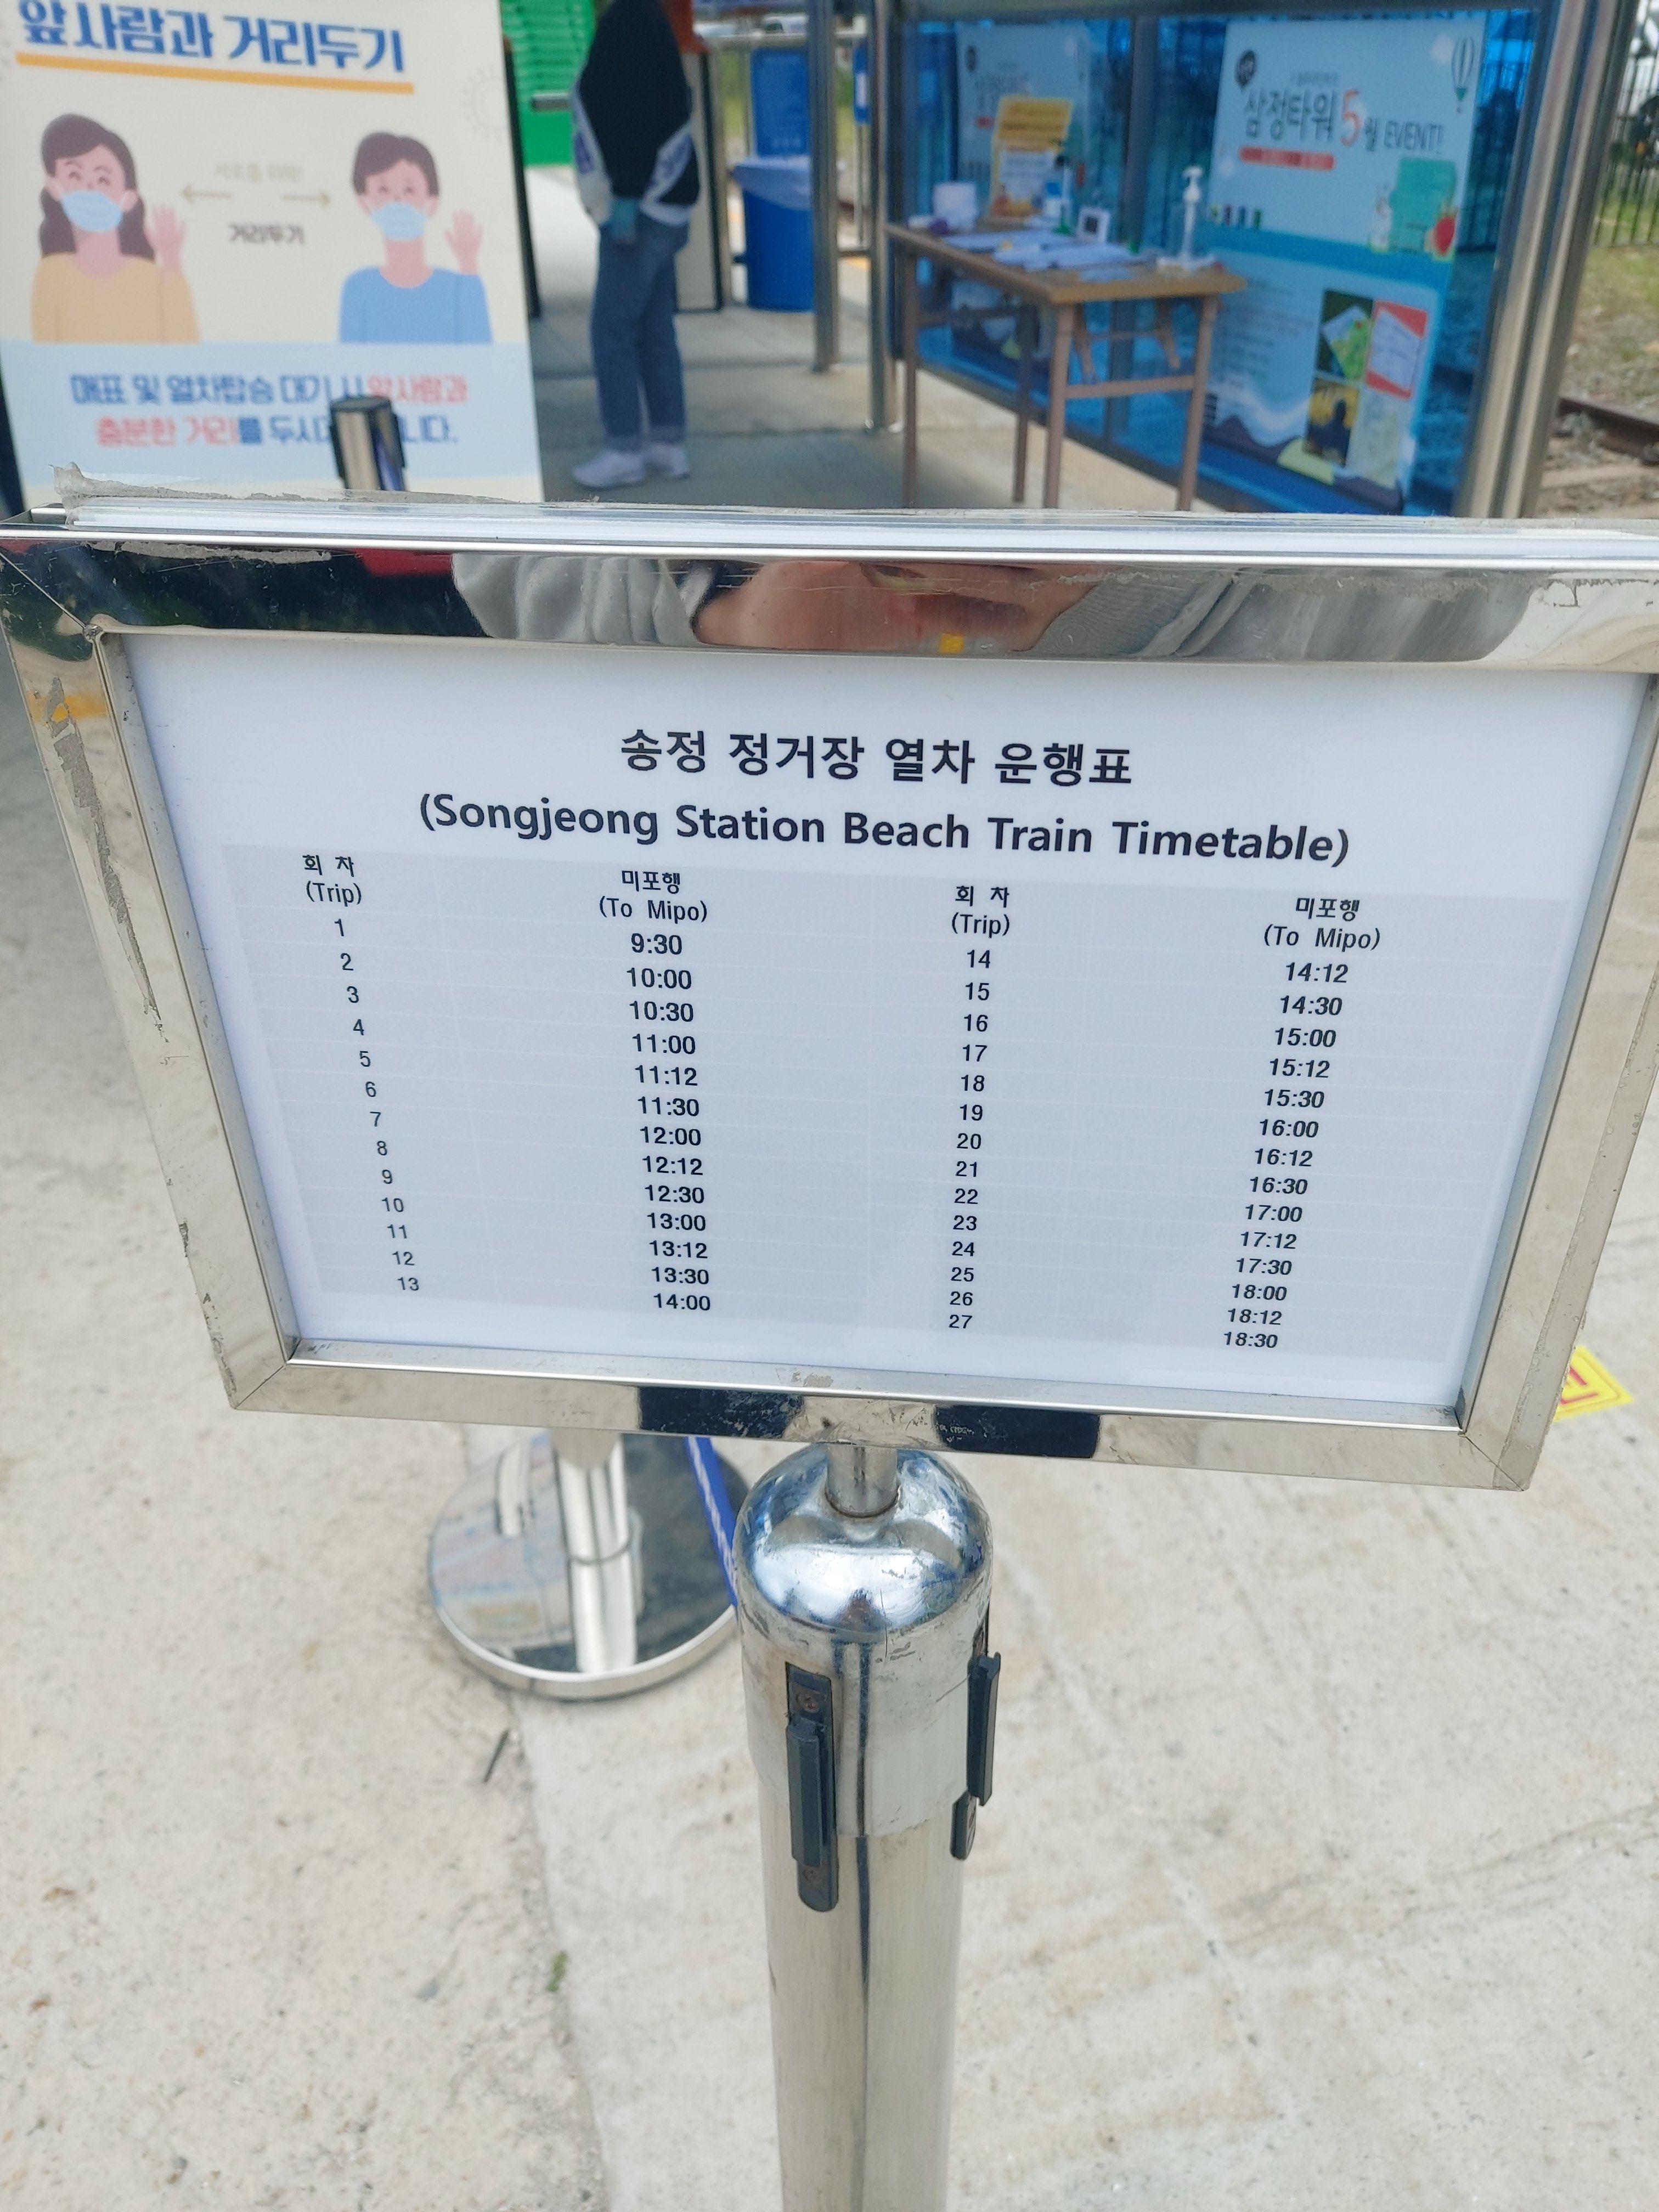 앞사람과 거리두기
서로를 위해!
거리두기
매표 및 열차탑승 대기 시 앞사람과
충분한 거리를 두시 니다.
삼정타워 5월 EVENT!
송정 정거장 열차 운행표
(Songjeong Station Beach Train Timetable)
회 차 미포행 회 차 미포행
(Trip) (To Mipo) (Trip) (To Mipo)
1 9:30 14 14:12
2 10:00 15 14:30
3 10:30 16 15:00
4 11:00 17 15:12
5 11:12 18 15:30
6 11:30 19 16:00
7 12:00 20 16:12
8 12:12 21 16:30
9 12:30 22 17:00
10 13:00 23 17:12
11 13:12 24 17:30
12 13:30 25 18:00
13 14:00 26 18:12
27 18:30